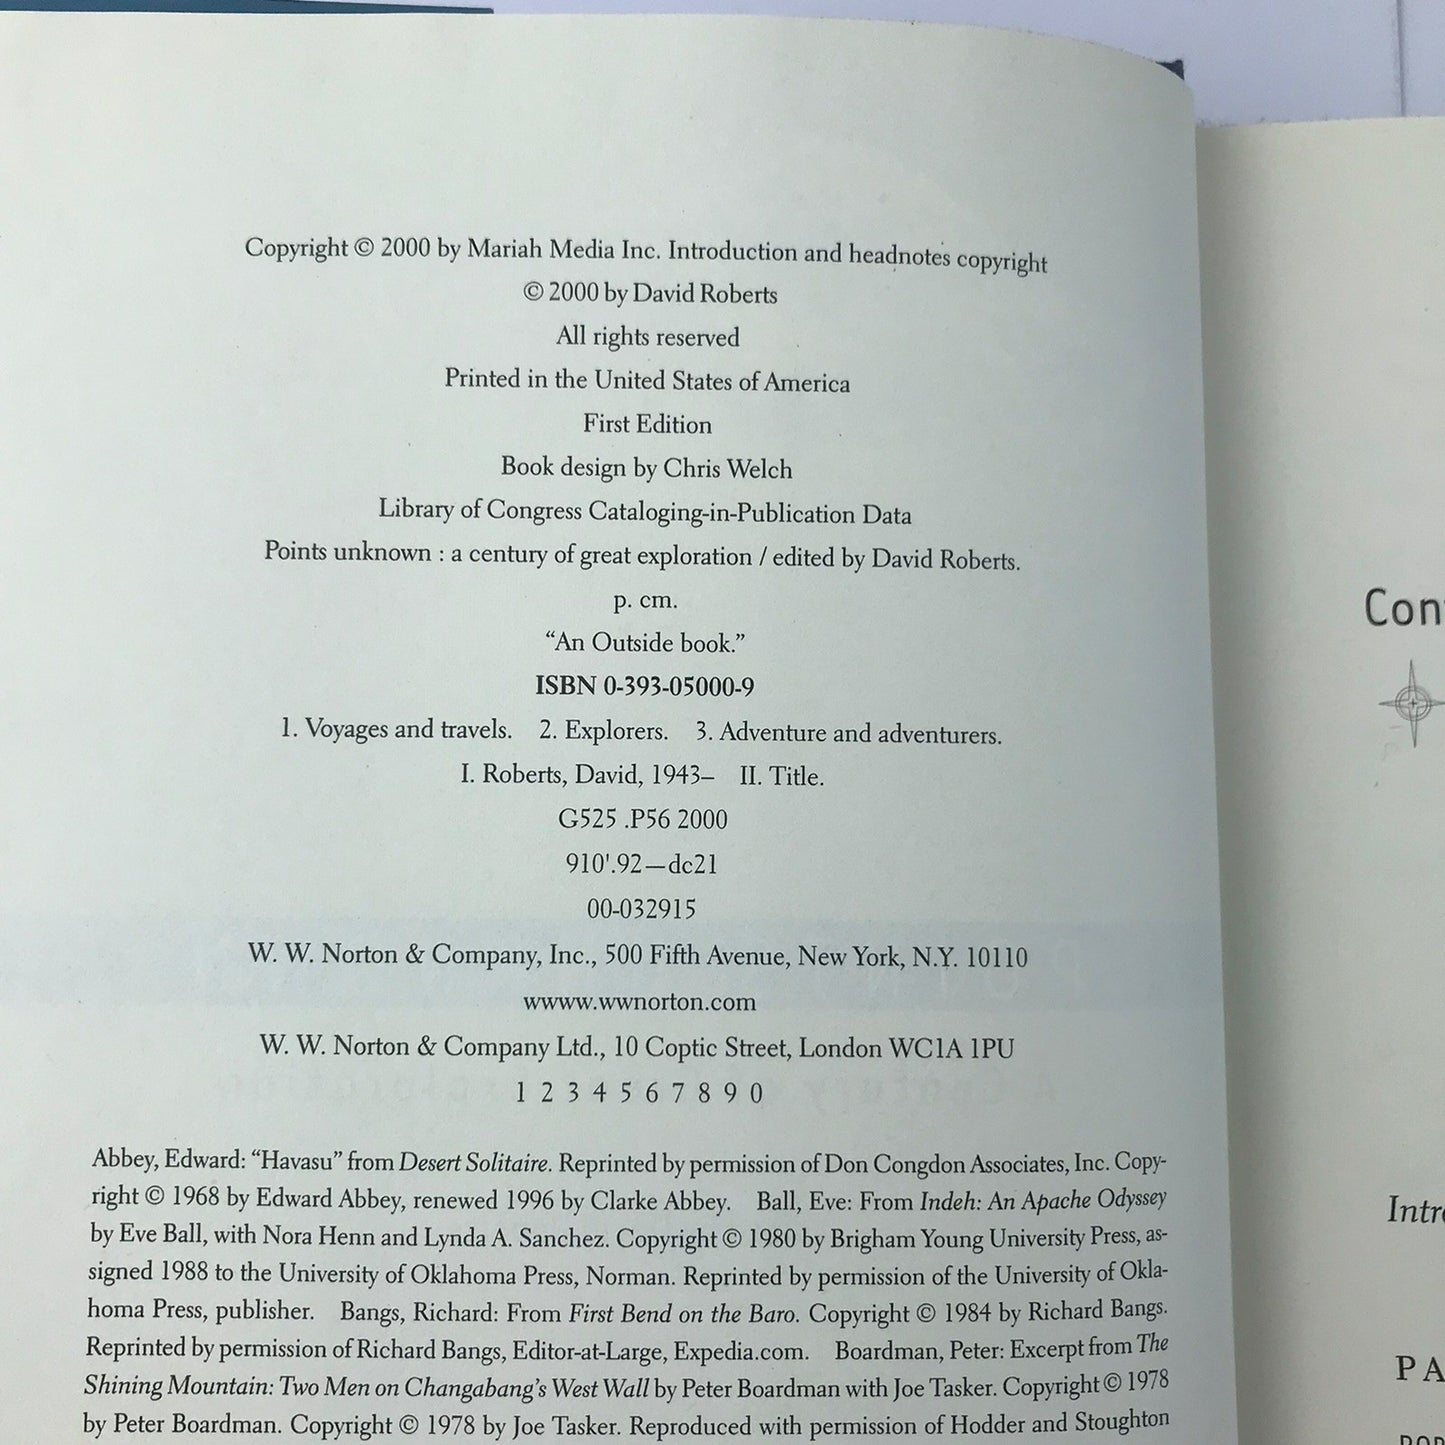 Copyright © 2000 by Mariah Media Inc. Introduction and headnotes copyright
© 2000 by David Roberts
All rights reserved
Printed in the United States of America
First Edition
Book design by Chris Welch
Library of Congress Cataloging-in-Publication Data
Points unknown : a century of great exploration / edited by David Roberts.
p. cm.
“An Outside book.”
ISBN 0-393-05000-9
1. Voyages and travels. 2. Explorers. 3. Adventure and adventurers.
I. Roberts, David, 1943– II. Title.
G525 .P56 2000
910'.92—dc21
00-032915
W. W. Norton & Company, Inc., 500 Fifth Avenue, New York, N.Y. 10110
wwww.wwnorton.com
W. W. Norton & Company Ltd., 10 Coptic Street, London WC1A 1PU
1 2 3 4 5 6 7 8 9 0
Abbey, Edward: “Havasu” from Desert Solitaire. Reprinted by permission of Don Congdon Associates, Inc. Copy-
right © 1968 by Edward Abbey, renewed 1996 by Clarke Abbey. Ball, Eve: From Indeh: An Apache Odyssey
by Eve Ball, with Nora Henn and Lynda A. Sanchez. Copyright © 1980 by Brigham Young University Press, as-
signed 1988 to the University of Oklahoma Press, Norman. Reprinted by permission of the University of Okla-
homa Press, publisher. Bangs, Richard: From First Bend on the Baro. Copyright © 1984 by Richard Bangs.
Reprinted by permission of Richard Bangs, Editor-at-Large, Expedia.com. Boardman, Peter: Excerpt from The
Shining Mountain: Two Men on Changabang’s West Wall by Peter Boardman with Joe Tasker. Copyright © 1978
by Peter Boardman. Copyright © 1978 by Joe Tasker. Reproduced with permission of Hodder and Stoughton
Con
Intro
PA